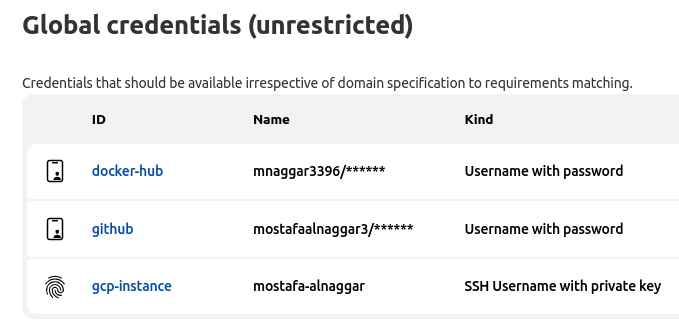 Global credentials (unrestricted)
Credentials that should be available irrespective of domain specification to requirements matching.
ID Name Kind
docker-hub mnaggar3396/****** Username with password
github mostafaalnaggar3/****** Username with password
gcp-instance mostafa-alnaggar SSH Username with private key